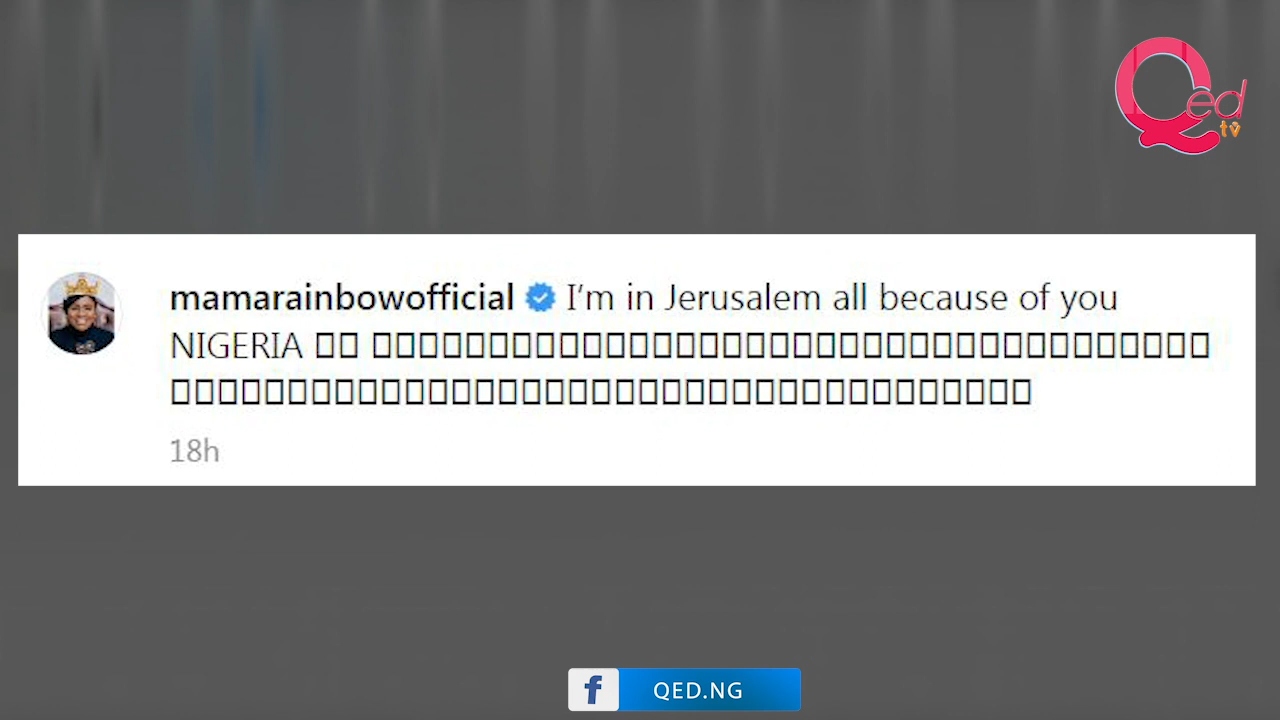 Qed
tv
mamarainbowofficial I’m in Jerusalem all because of you
NIGERIA
18h
f QED.NG